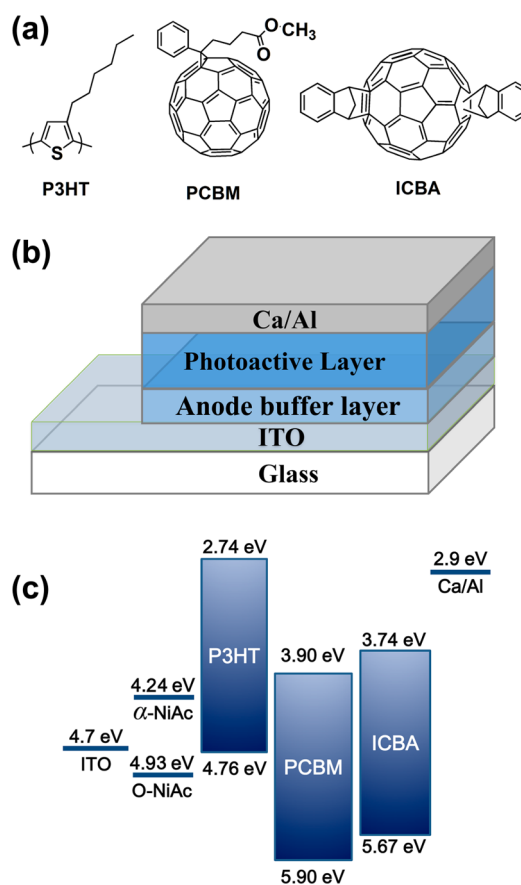 (a)
O
O
CH₃
S
P3HT
PCBM
ICBA
(b)
Ca/Al
Photoactive Layer
Anode buffer layer
ITO
Glass
(c)
2.74 eV
2.9 eV
Ca/Al
P3HT
3.90 eV
3.74 eV
4.24 eV
α-NiAc
4.7 eV
ITO
4.93 eV
O-NiAc
4.76 eV
PCBM
ICBA
5.67 eV
5.90 eV